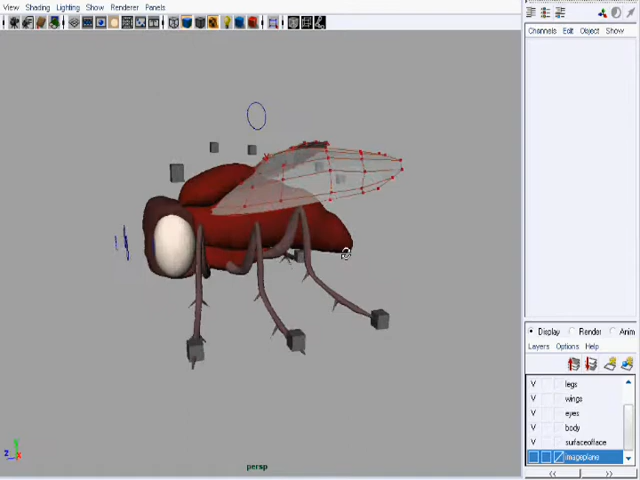 View Shading Lighting Show Renderer Panels
Channels Edit Object Show
Display Render Anim
Layers Options Help
V legs
V wings
V eyes
V body
V surfaceofface
imageplane
<< >>
y
z x
persp